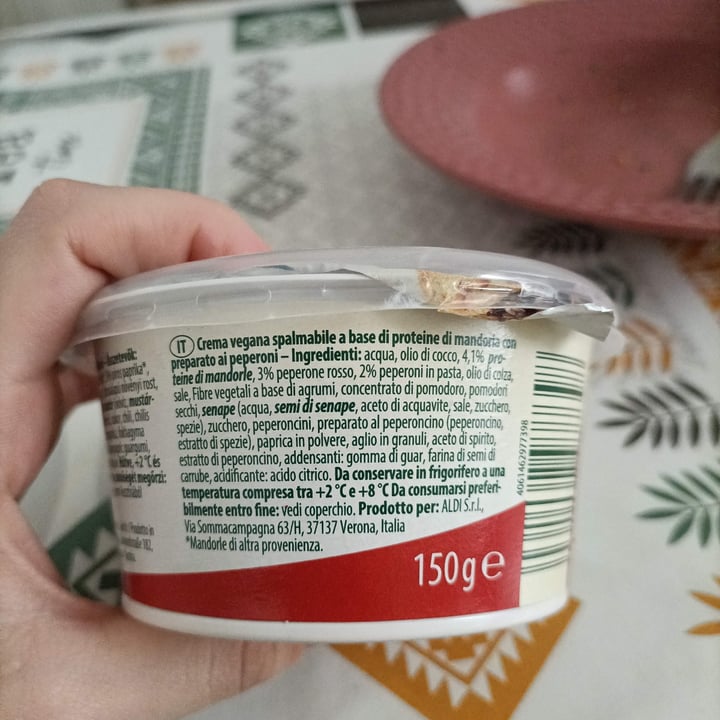 IT Crema vegana spalmabile a base di proteine di mandorla con
preparato ai peperoni – Ingredienti: acqua, olio di cocco, 4,1% pro-
teine di mandorle, 3% peperone rosso, 2% peperoni in pasta, olio di colza,
sale, Fibre vegetali a base di agrumi, concentrato di pomodoro, pomodori
secchi, senape (acqua, semi di senape, aceto di acquavite, sale, zucchero,
spezie), zucchero, peperoncini, preparato al peperoncino (peperoncino,
estratto di spezie), paprica in polvere, aglio in granuli, aceto di spirito,
estratto di peperoncino, addensanti: gomma di guar, farina di semi di
carrube, acidificante: acido citrico. Da conservare in frigorifero a una
temperatura compresa tra +2 °C e +8 °C Da consumarsi preferi-
bilmente entro fine: vedi coperchio. Prodotto per: ALDI S.r.l.,
Via Sommacampagna 63/H, 37137 Verona, Italia
*Mandorle di altra provenienza.
150g e
4061462977398